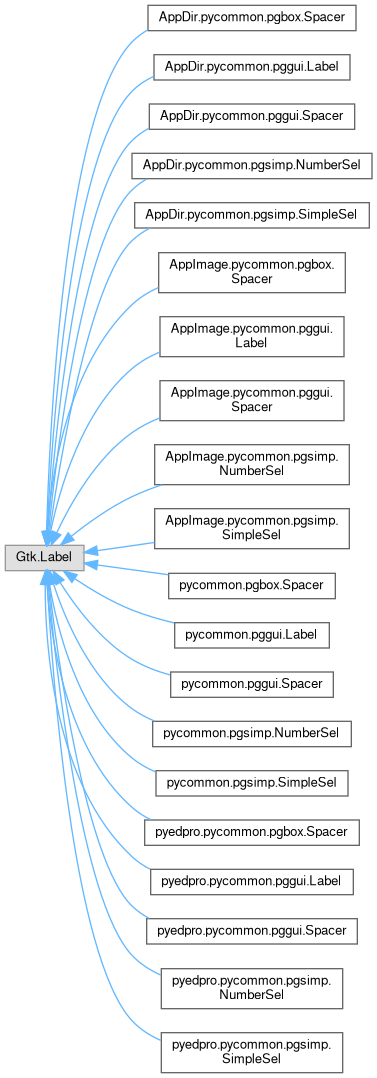 AppDir.pycommon.pgbox.Spacer
AppDir.pycommon.pggui.Label
AppDir.pycommon.pggui.Spacer
AppDir.pycommon.pgsimp.NumberSel
AppDir.pycommon.pgsimp.SimpleSel
AppImage.pycommon.pgbox.
Spacer
AppImage.pycommon.pggui.
Label
AppImage.pycommon.pggui.
Spacer
AppImage.pycommon.pgsimp.
NumberSel
AppImage.pycommon.pgsimp.
SimpleSel
Gtk.Label
pycommon.pgbox.Spacer
pycommon.pggui.Label
pycommon.pggui.Spacer
pycommon.pgsimp.NumberSel
pycommon.pgsimp.SimpleSel
pyedpro.pycommon.pgbox.Spacer
pyedpro.pycommon.pggui.Label
pyedpro.pycommon.pggui.Spacer
pyedpro.pycommon.pgsimp.
NumberSel
pyedpro.pycommon.pgsimp.
SimpleSel